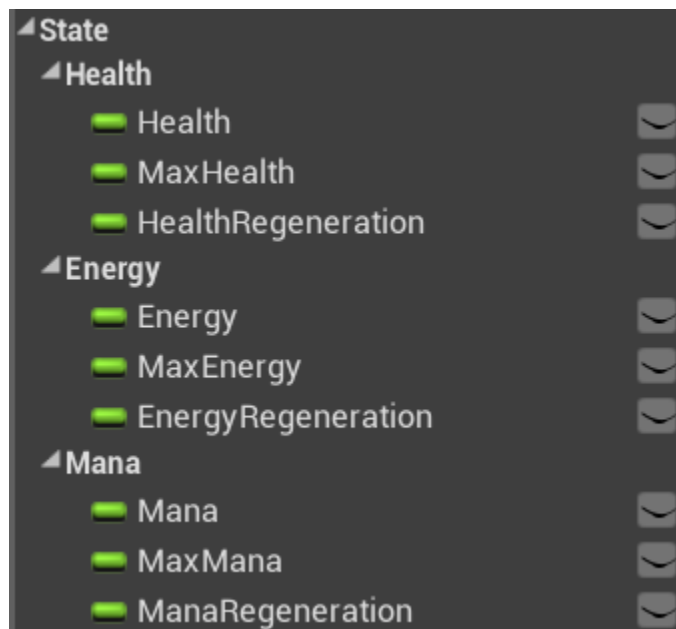 State
Health
Health
MaxHealth
HealthRegeneration
Energy
Energy
MaxEnergy
EnergyRegeneration
Mana
Mana
MaxMana
ManaRegeneration